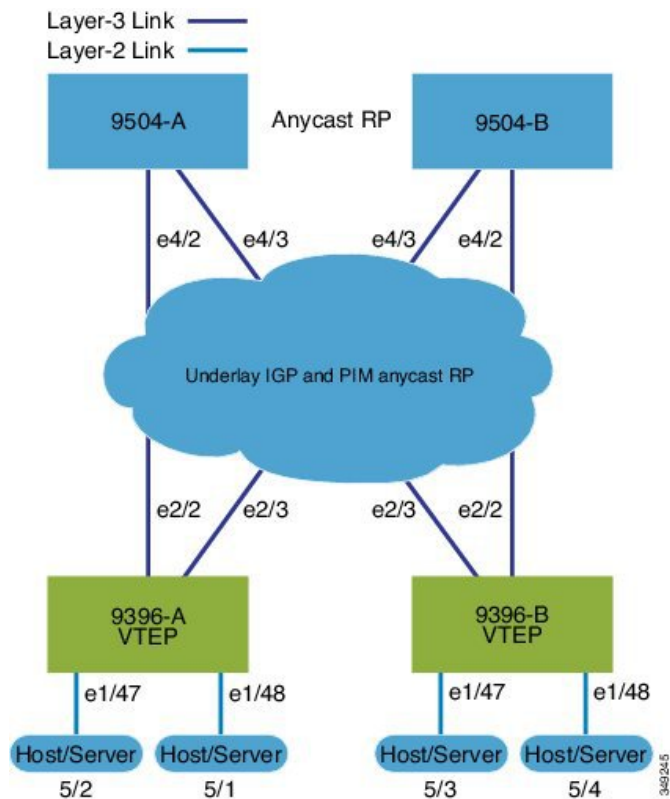 Layer-3 Link
Layer-2 Link
9504-A
Anycast RP
9504-B
e4/2
e4/3
e4/3
e4/2
Underlay IGP and PIM anycast RP
e2/2
e2/3
e2/3
e2/2
9396-A
VTEP
9396-B
VTEP
e1/47
e1/48
e1/47
e1/48
Host/Server
Host/Server
Host/Server
Host/Server
5/2
5/1
5/3
5/4
349245